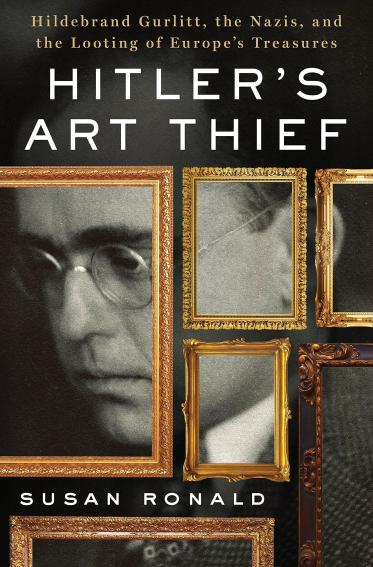 Hildebrand Gurlitt, the Nazis, and
the Looting of Europe's Treasures
HITLER'S
ART THIEF
SUSAN RONALD